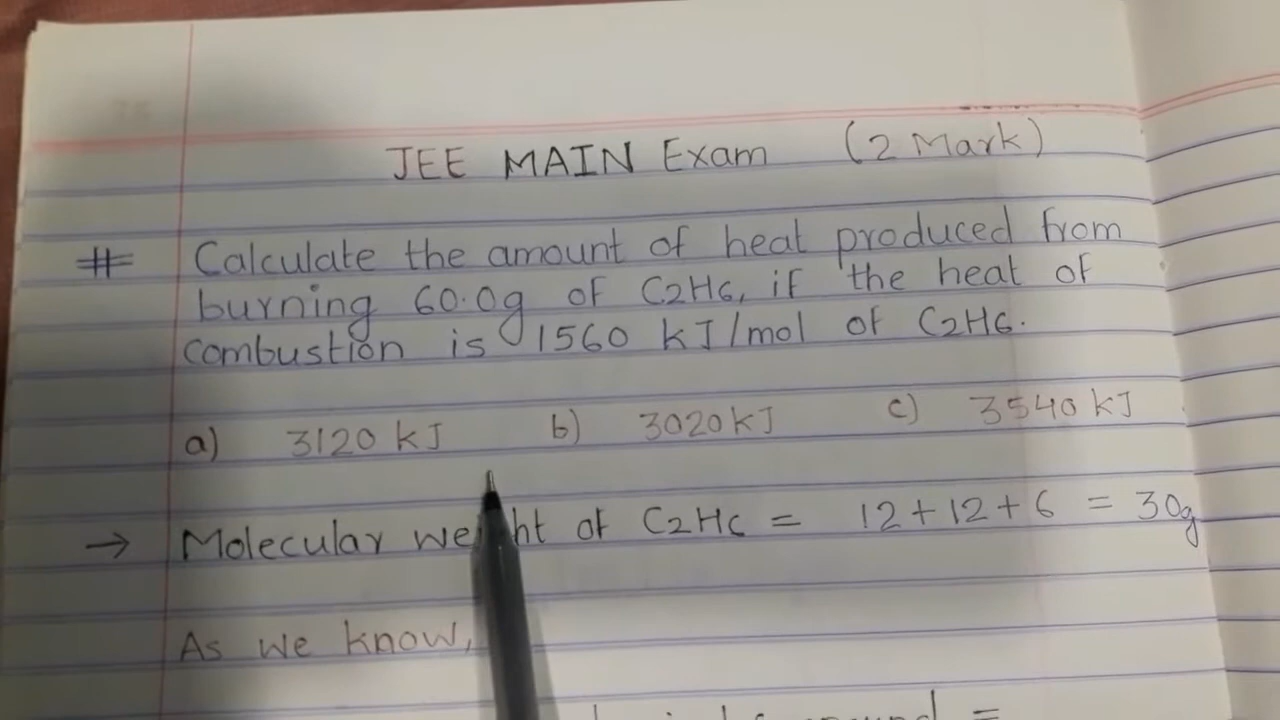 JEE MAIN Exam (2 Mark)
# Calculate the amount of heat produced from
burning 60.0g of C2H6, if the heat of
combustion is 1560 kJ/mol of C2H6.
a) 3120 kJ b) 3020 kJ c) 3540 kJ
→ Molecular weight of C2H6 = 12+12+6 = 30g
As we know,
=